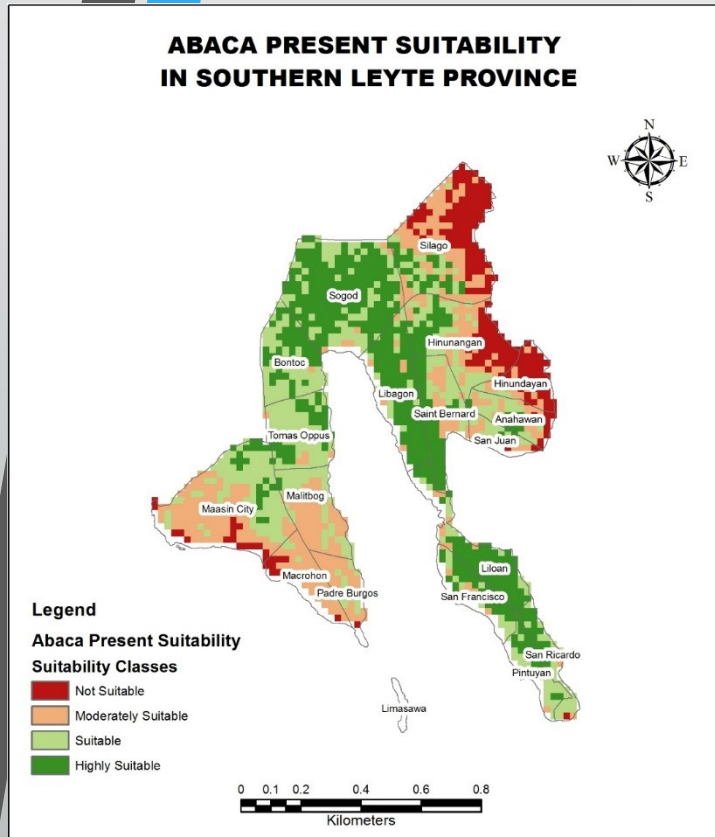 ABACA PRESENT SUITABILITY
IN SOUTHERN LEYTE PROVINCE
N
W E
S
Silago
Sogod
Hinunangan
Bontoc
Hinundayan
Libagon
Saint Bernard
Anahawan
Tomas Oppus
San Juan
Malitbog
Maasin City
Liloan
Macrohon
Padre Burgos
San Francisco
San Ricardo
Pintuyan
Limasawa
Legend
Abaca Present Suitability
Suitability Classes
Not Suitable
Moderately Suitable
Suitable
Highly Suitable
0 0.1 0.2 0.4 0.6 0.8
Kilometers